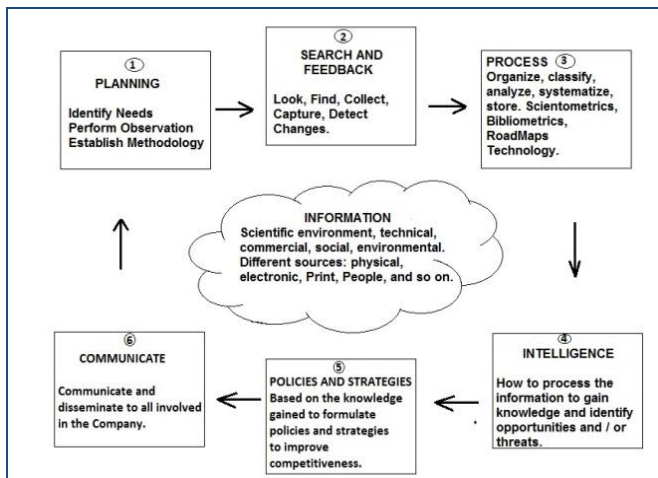 ①
PLANNING
Identify Needs
Perform Observation
Establish Methodology
②
SEARCH AND
FEEDBACK
Look, Find, Collect,
Capture, Detect
Changes.
PROCESS ③
Organize, classify,
analyze, systematize,
store. Scientometrics,
Bibliometrics,
RoadMaps
Technology.
INFORMATION
Scientific environment, technical,
commercial, social, environmental.
Different sources: physical,
electronic, Print, People, and so on.
④
INTELLIGENCE
How to process the
information to gain
knowledge and identify
opportunities and / or
threats.
⑤
POLICIES AND STRATEGIES
Based on the knowledge
gained to formulate
policies and strategies
to improve
competitiveness.
⑥
COMMUNICATE
Communicate and
disseminate to all involved
in the Company.